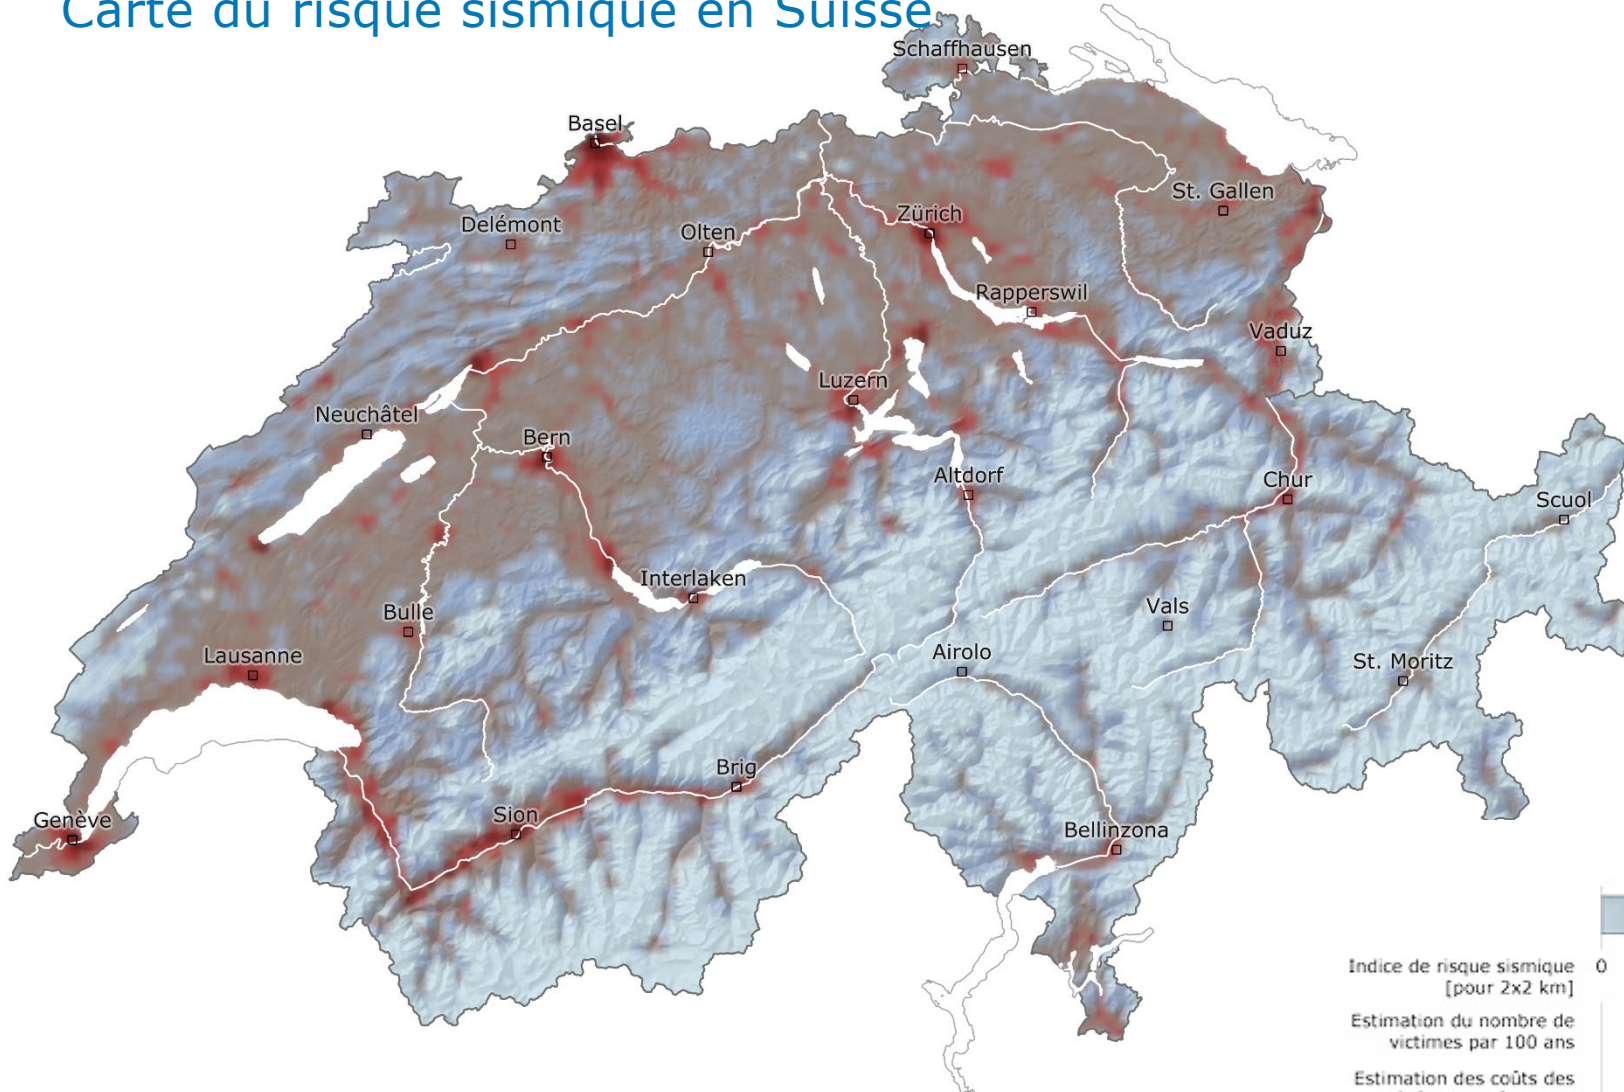 Carte du risque sismique en Suisse
Schaffhausen
Basel
St. Gallen
Zürich
Delémont
Olten
Rapperswil
Vaduz
Luzern
Neuchâtel
Bern
Altdorf
Chur
Scuol
Interlaken
Bulle
Vals
Lausanne
Airolo
St. Moritz
Brig
Sion
Genève
Bellinzona
Indice de risque sismique 0
[pour 2x2 km]
Estimation du nombre de
victimes par 100 ans
Estimation des coûts des